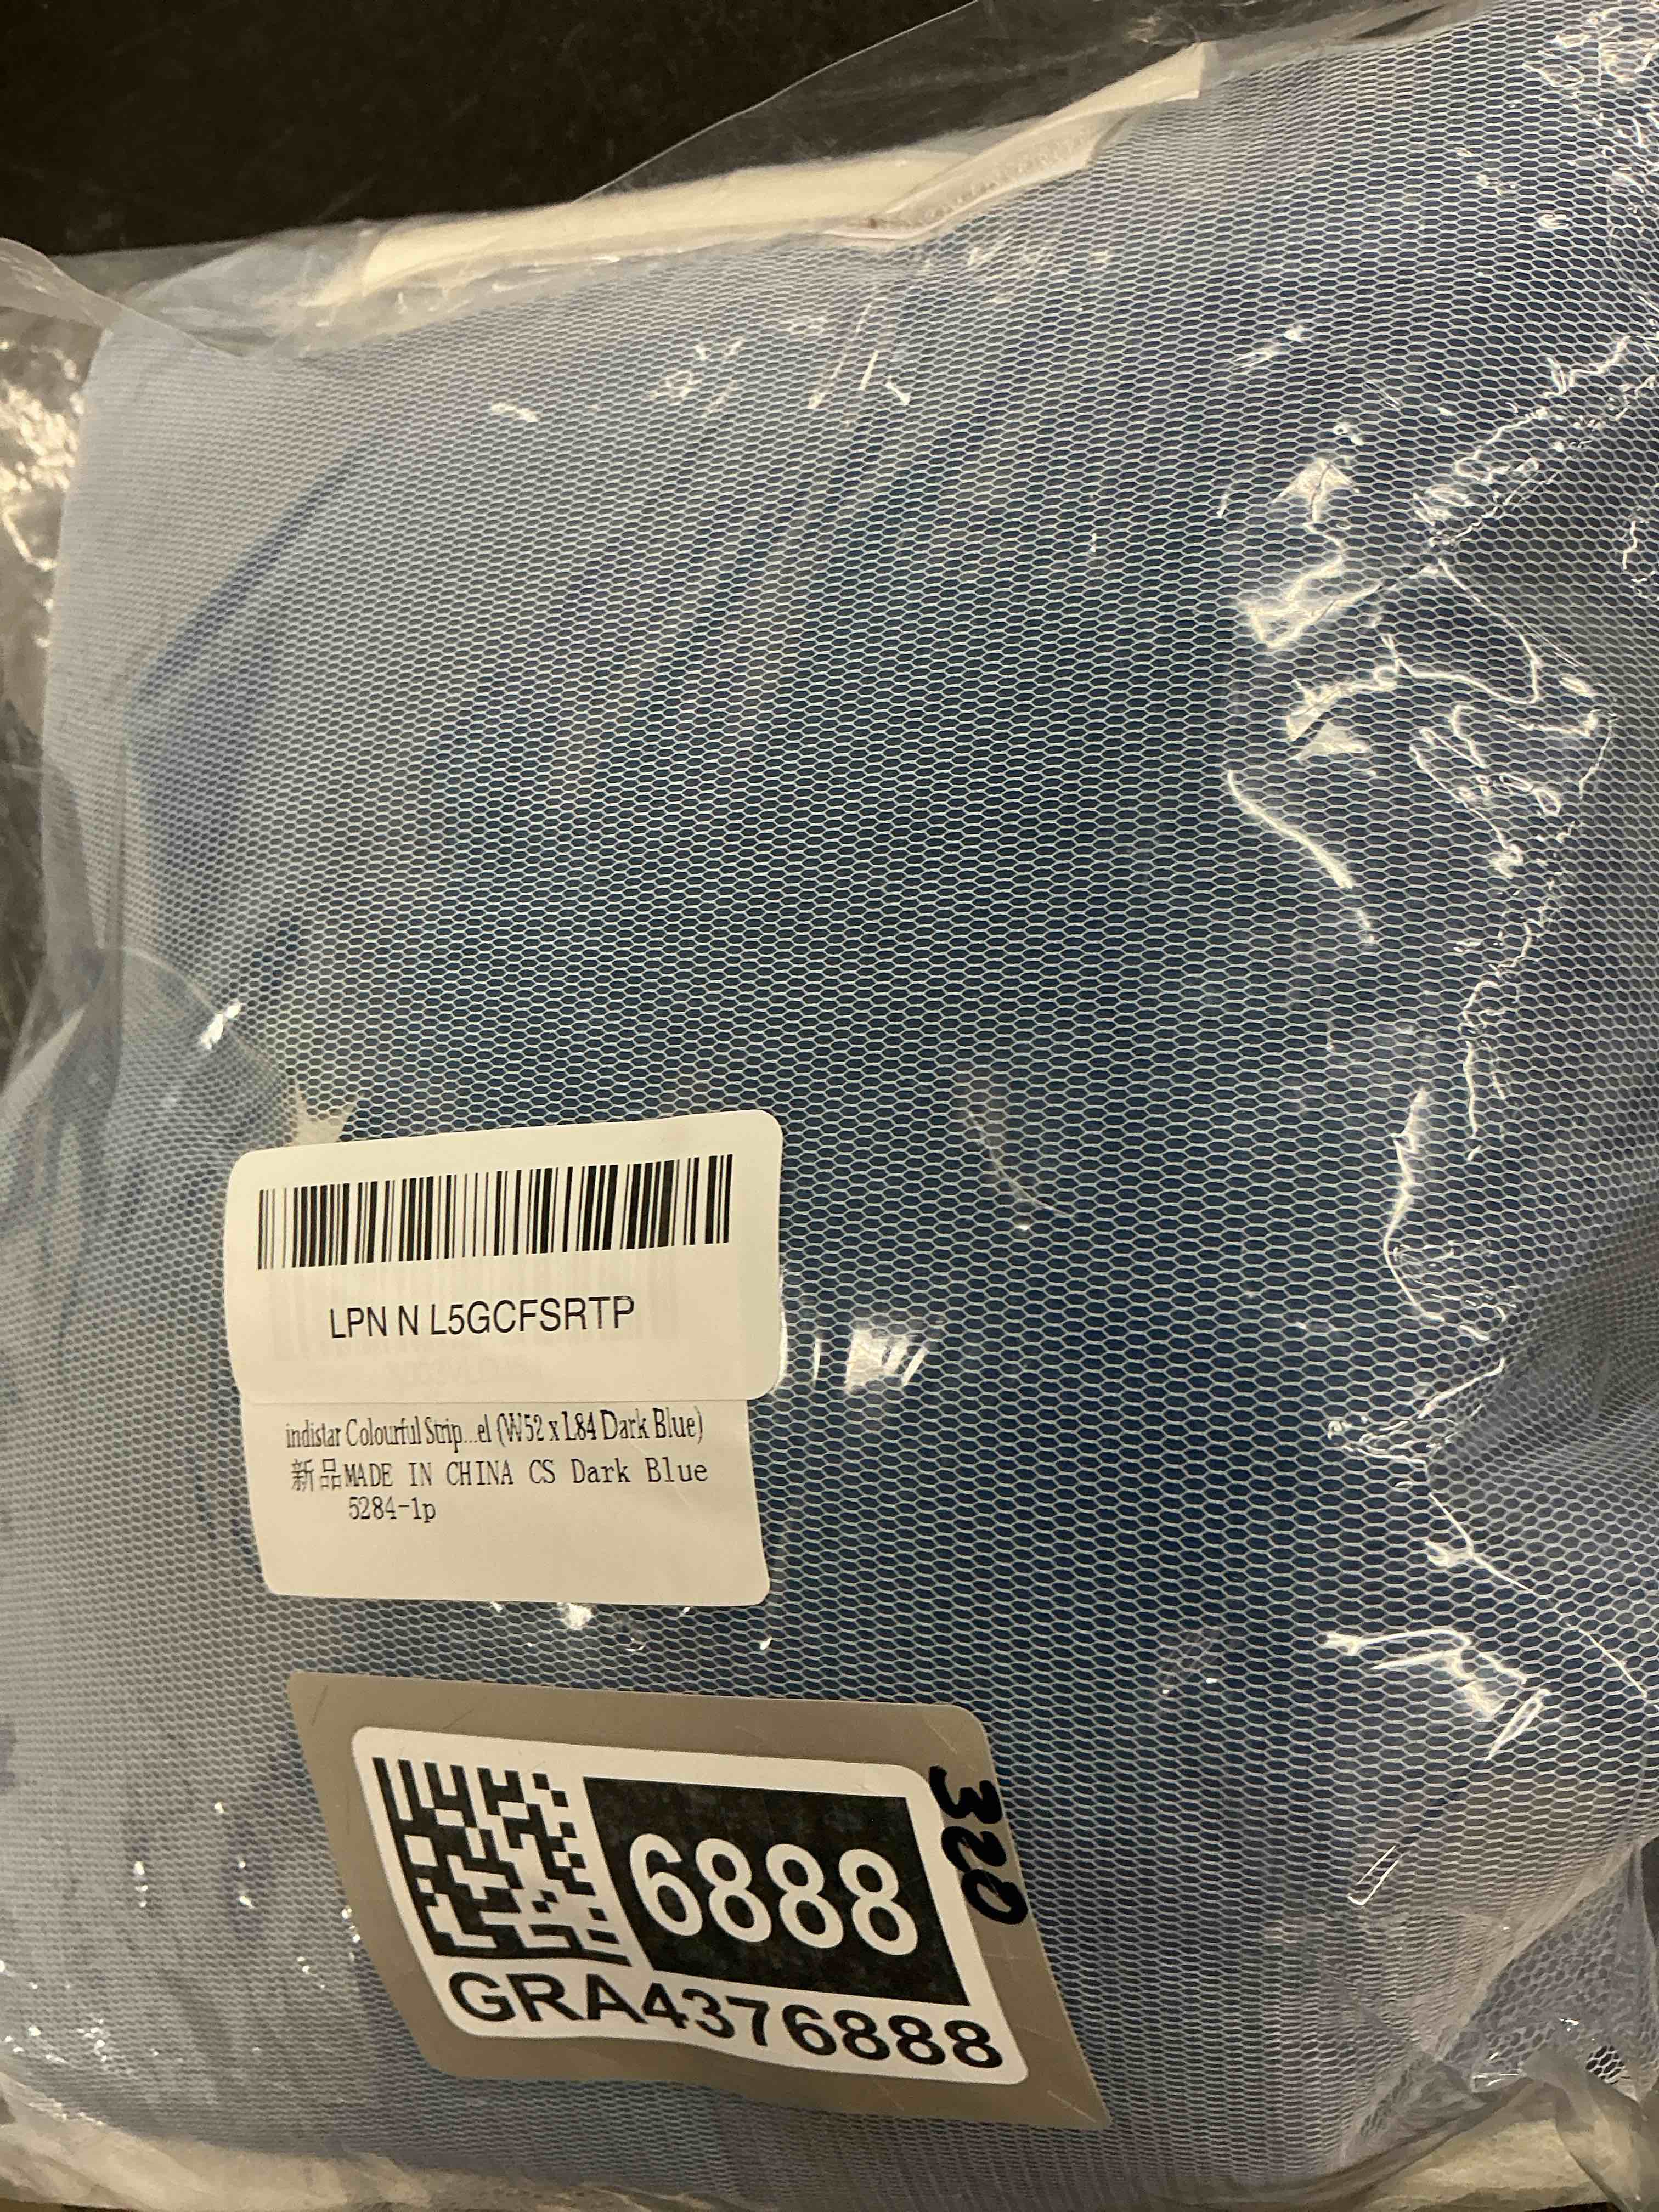 LPN N L5GCFSRTP
indistar Colourful Strip...el (W52 x L84 Dark Blue)
新品MADE IN CHINA CS Dark Blue
5284-1p
320
6888
GRA4376888